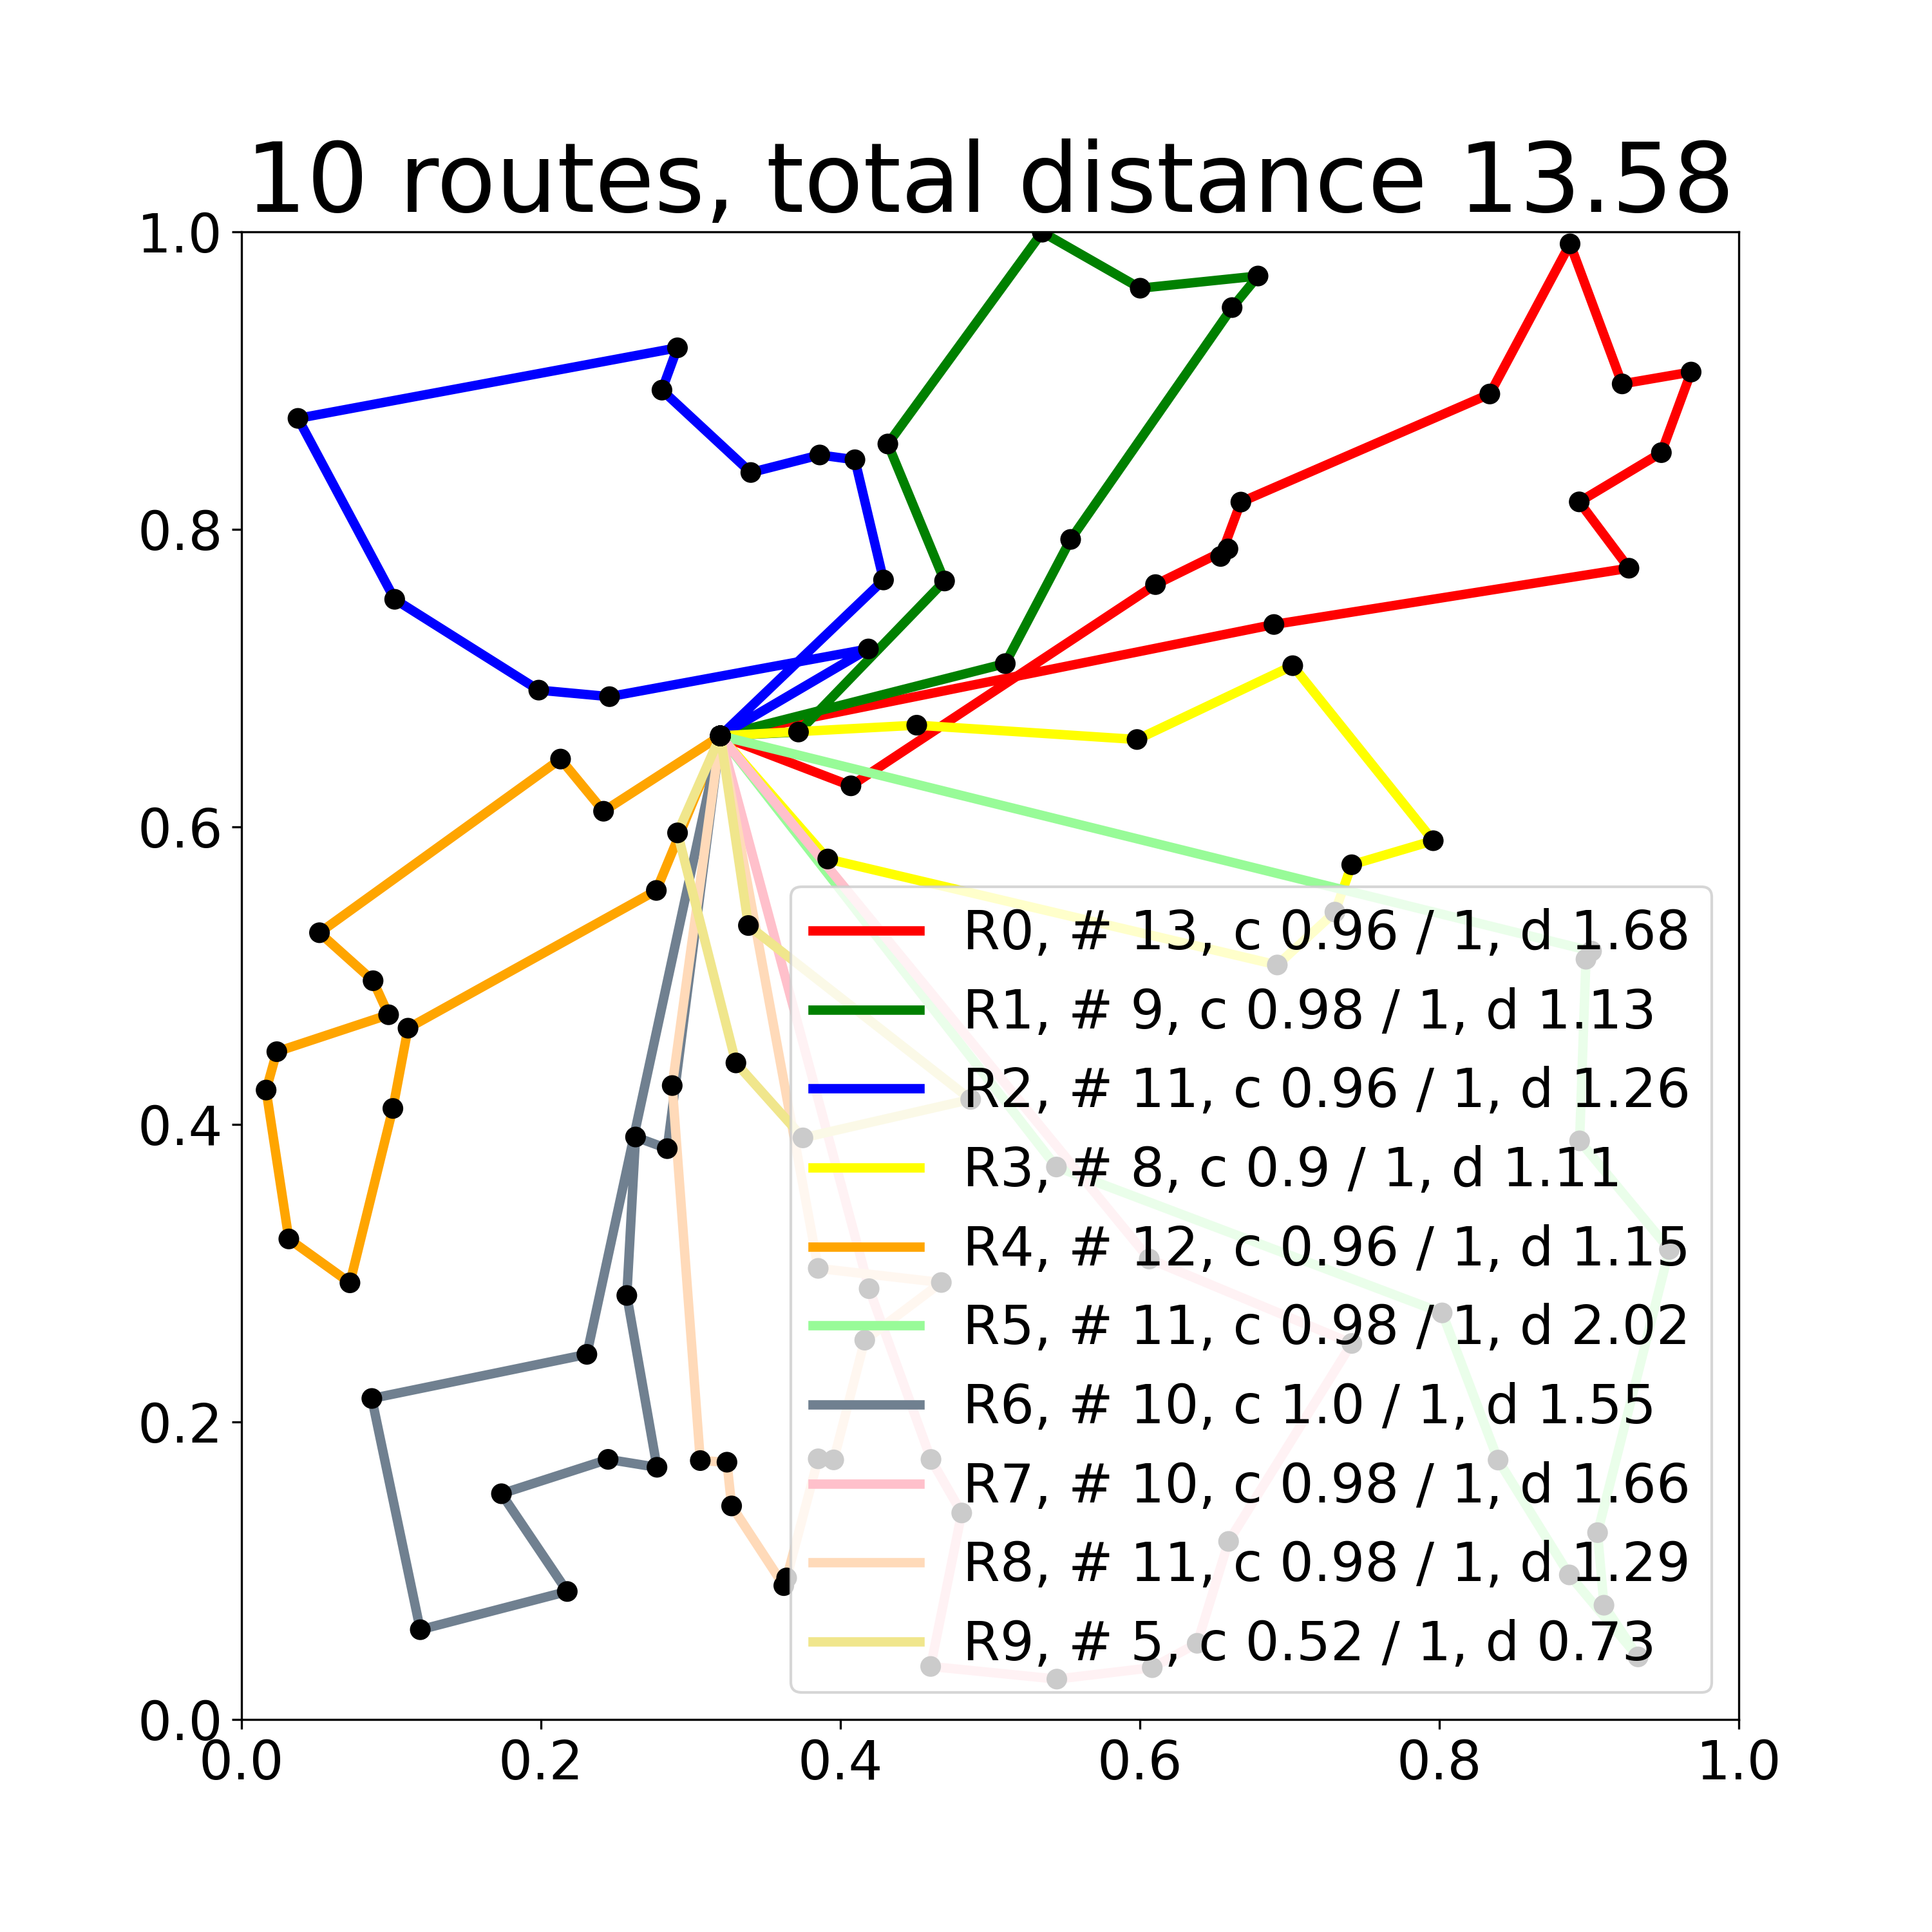 10 routes, total distance 13.58
1.0
0.8
0.6
0.4
0.2
0.0
0.0 0.2 0.4 0.6 0.8 1.0
R0, # 13, c 0.96 / 1, d 1.68
R1, # 9, c 0.98 / 1, d 1.13
R2, # 11, c 0.96 / 1, d 1.26
R3, # 8, c 0.9 / 1, d 1.11
R4, # 12, c 0.96 / 1, d 1.15
R5, # 11, c 0.98 / 1, d 2.02
R6, # 10, c 1.0 / 1, d 1.55
R7, # 10, c 0.98 / 1, d 1.66
R8, # 11, c 0.98 / 1, d 1.29
R9, # 5, c 0.52 / 1, d 0.73